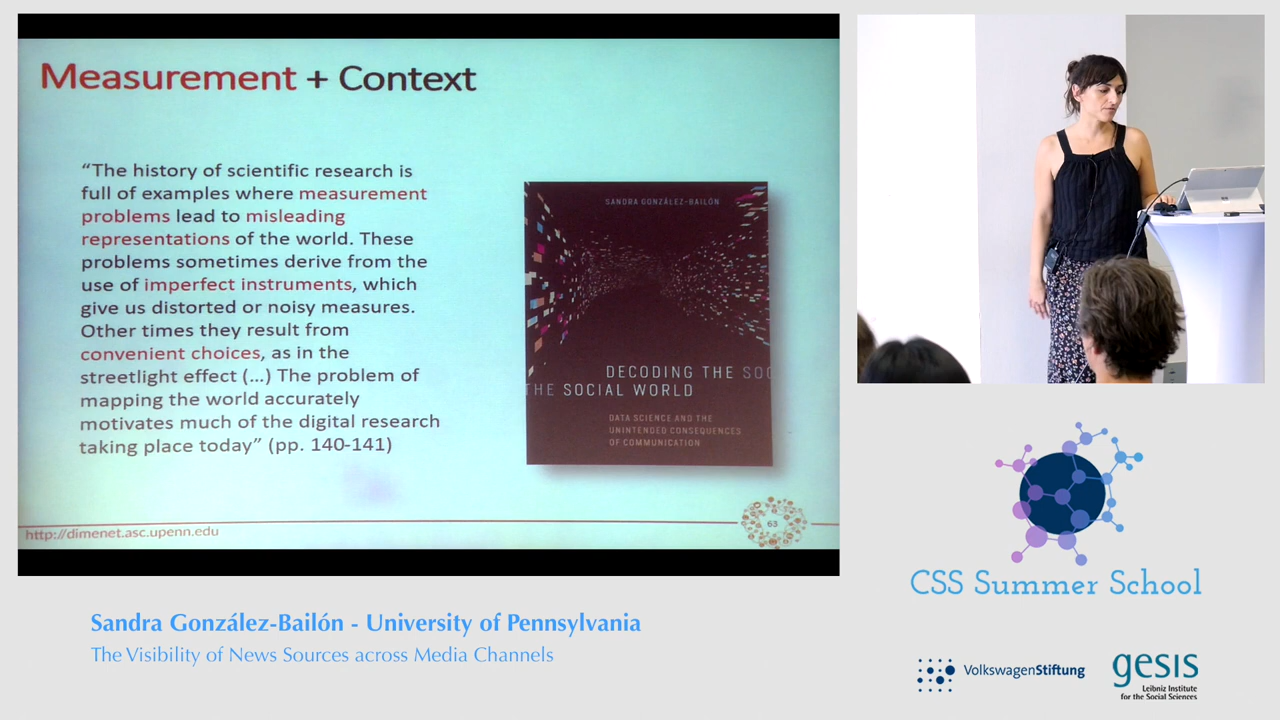 Measurement + Context
“The history of scientific research is
full of examples where measurement
problems lead to misleading
representations of the world. These
problems sometimes derive from the
use of imperfect instruments, which
give us distorted or noisy measures.
Other times they result from
convenient choices, as in the
streetlight effect (...) The problem of
mapping the world accurately
motivates much of the digital research
taking place today” (pp. 140-141)
SANDRA GONZÁLEZ-BAILÓN
DECODING THE SOC
THE SOCIAL WORLD
DATA SCIENCE AND THE
UNINTENDED CONSEQUENCES
OF COMMUNICATION
http://dimenet.asc.upenn.edu
63
CSS Summer School
Sandra González-Bailón - University of Pennsylvania
The Visibility of News Sources across Media Channels
VolkswagenStiftung
gesis
Leibniz Institute
for the Social Sciences